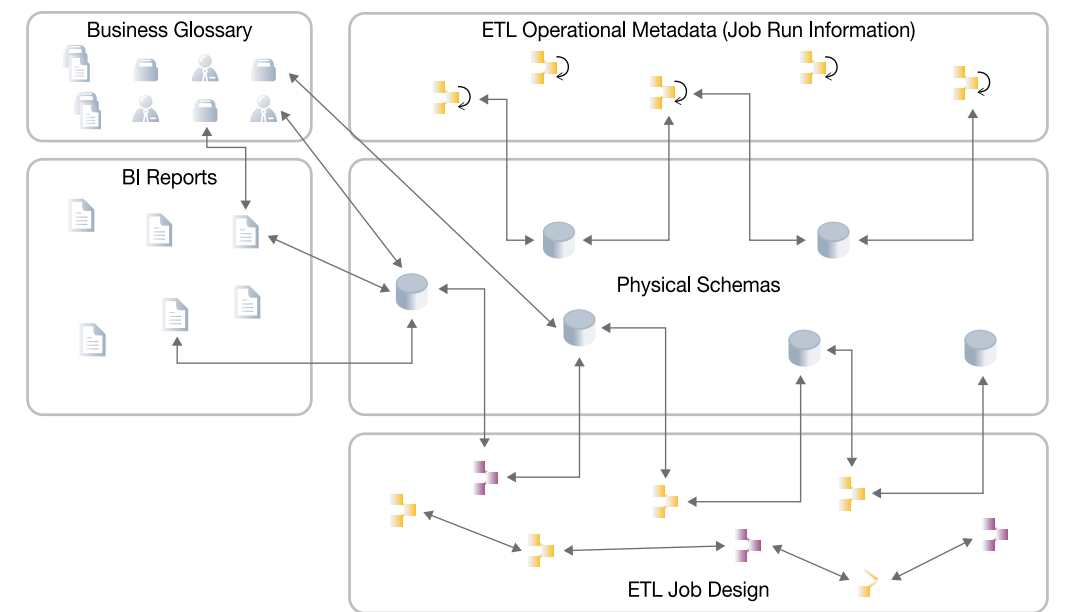 Business Glossary
ETL Operational Metadata (Job Run Information)
BI Reports
Physical Schemas
ETL Job Design